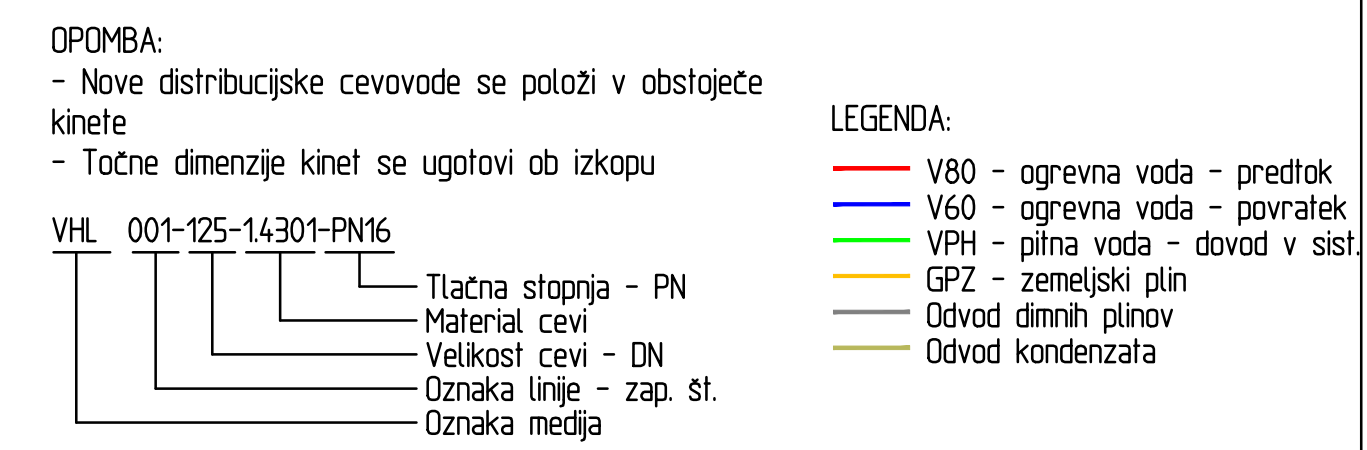 OPOMBA:
- Nove distribucijske cevovode se položi v obstoječe
kinete
- Točne dimenzije kinet se ugotovi ob izkopu
VHL 001-125-1.4301-PN16
Tlačna stopnja - PN
Material cevi
Velikost cevi - DN
Oznaka linije - zap. št.
Oznaka medija
LEGENDA:
V80 - ogrevna voda - predtok
V60 - ogrevna voda - povratek
VPH - pitna voda - dovod v sist.
GPZ - zemeljski plin
Odvod dimnih plinov
Odvod kondenzata